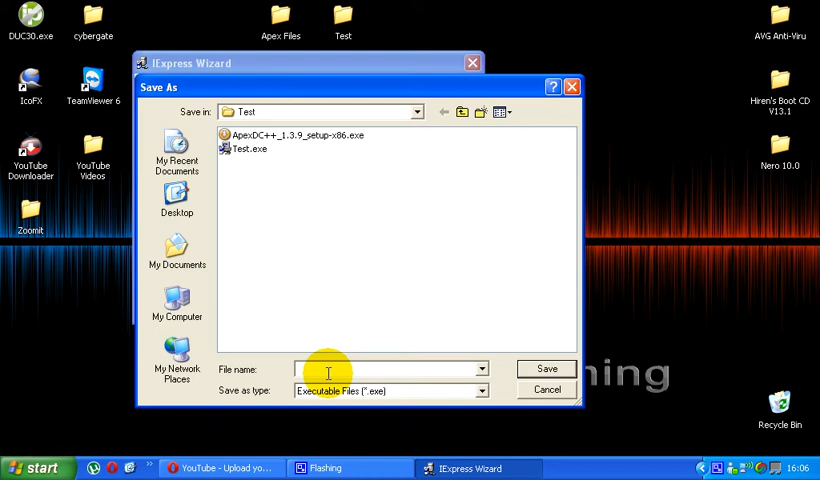 DUC30.exe
cybergate
Apex Files
Test
AVG Anti-Viru
IExpress Wizard
Save As
Save in:
Test
IcoFX
TeamViewer 6
Hiren's Boot CD
V13.1
ApexDC++_1.3.9_setup-x86.exe
Test.exe
My Recent
Documents
YouTube
Downloader
YouTube
Videos
Nero 10.0
Desktop
Zoomit
My Documents
My Computer
My Network
Places
File name:
Save
hing
Save as type:
Executable Files (*.exe)
Cancel
Recycle Bin
start
YouTube - Upload yo...
Flashing
IExpress Wizard
16:06